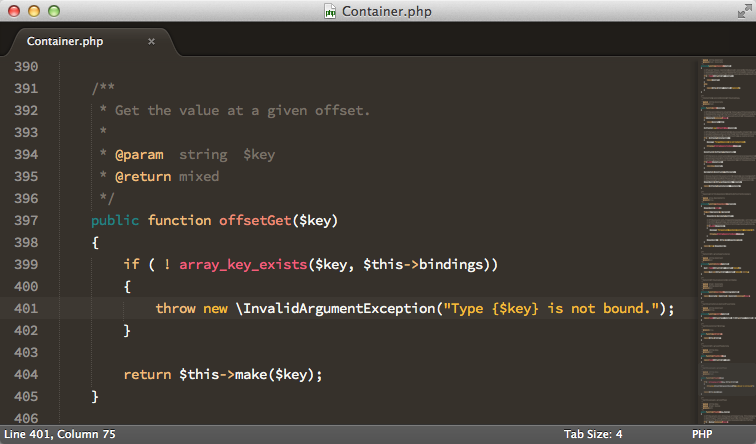 Container.php
Container.php ×
390
391 /**
392 * Get the value at a given offset.
393 *
394 * @param  string  $key
395 * @return mixed
396 */
397 public function offsetGet($key)
398 {
399 if ( ! array_key_exists($key, $this->bindings))
400 {
401 throw new \InvalidArgumentException("Type {$key} is not bound.");
402 }
403
404 return $this->make($key);
405 }
406
Line 401, Column 75 Tab Size: 4 PHP